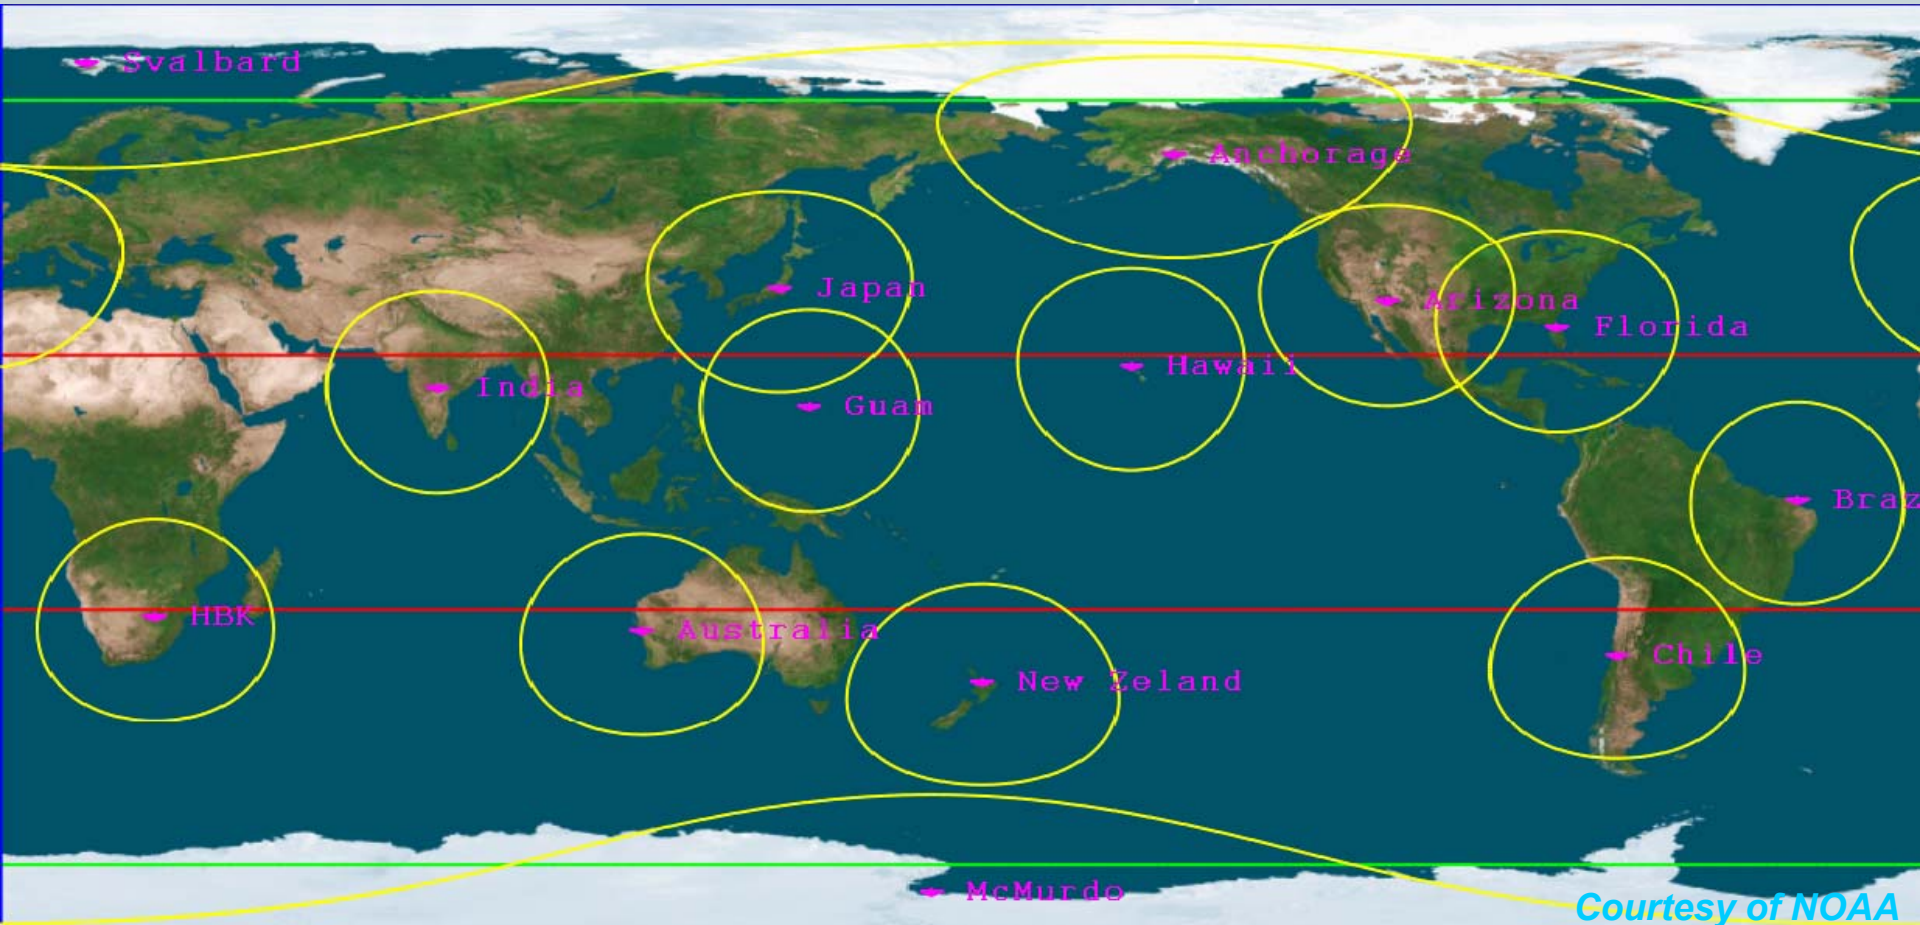 Svalbard
Anchorage
Japan
Arizona
Florida
Hawaii
India
Guam
Braz
HBK
Australia
Chile
New Zeland
McMurdo
Courtesy of NOAA